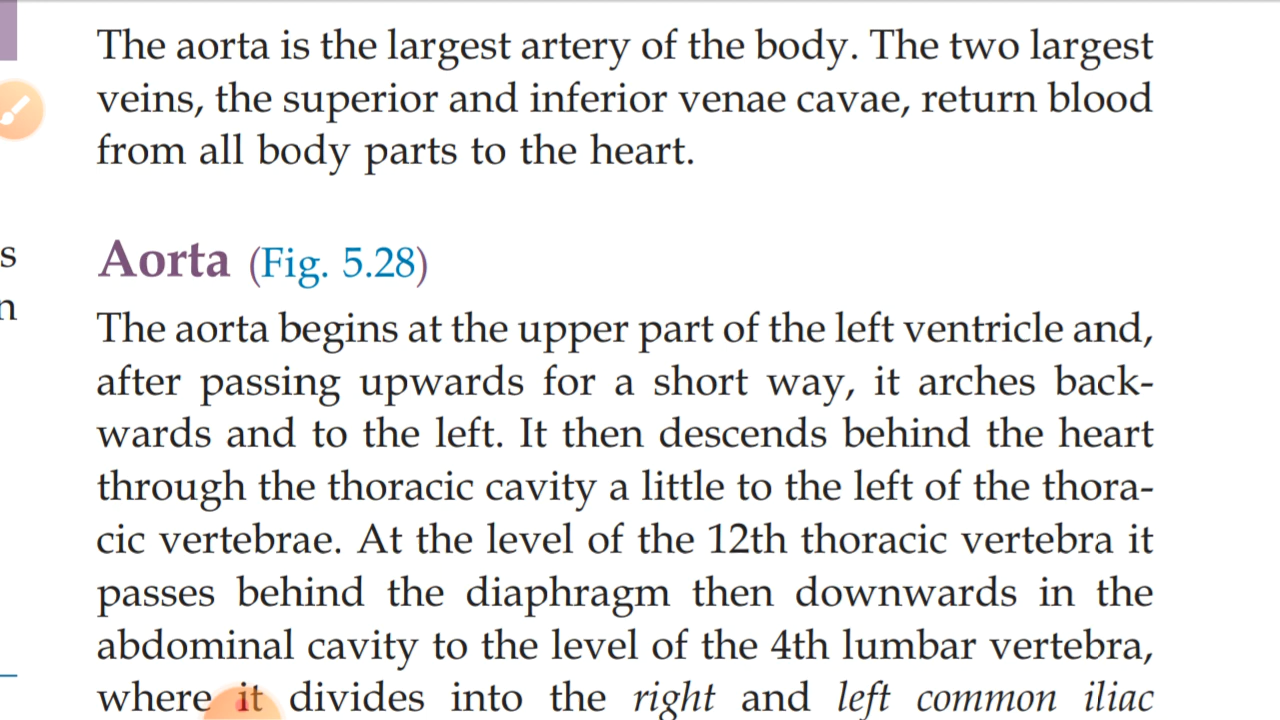 The aorta is the largest artery of the body. The two largest
veins, the superior and inferior venae cavae, return blood
from all body parts to the heart.
s
n
Aorta (Fig. 5.28)
The aorta begins at the upper part of the left ventricle and,
after passing upwards for a short way, it arches back-
wards and to the left. It then descends behind the heart
through the thoracic cavity a little to the left of the thora-
cic vertebrae. At the level of the 12th thoracic vertebra it
passes behind the diaphragm then downwards in the
abdominal cavity to the level of the 4th lumbar vertebra,
where it divides into the right and left common iliac